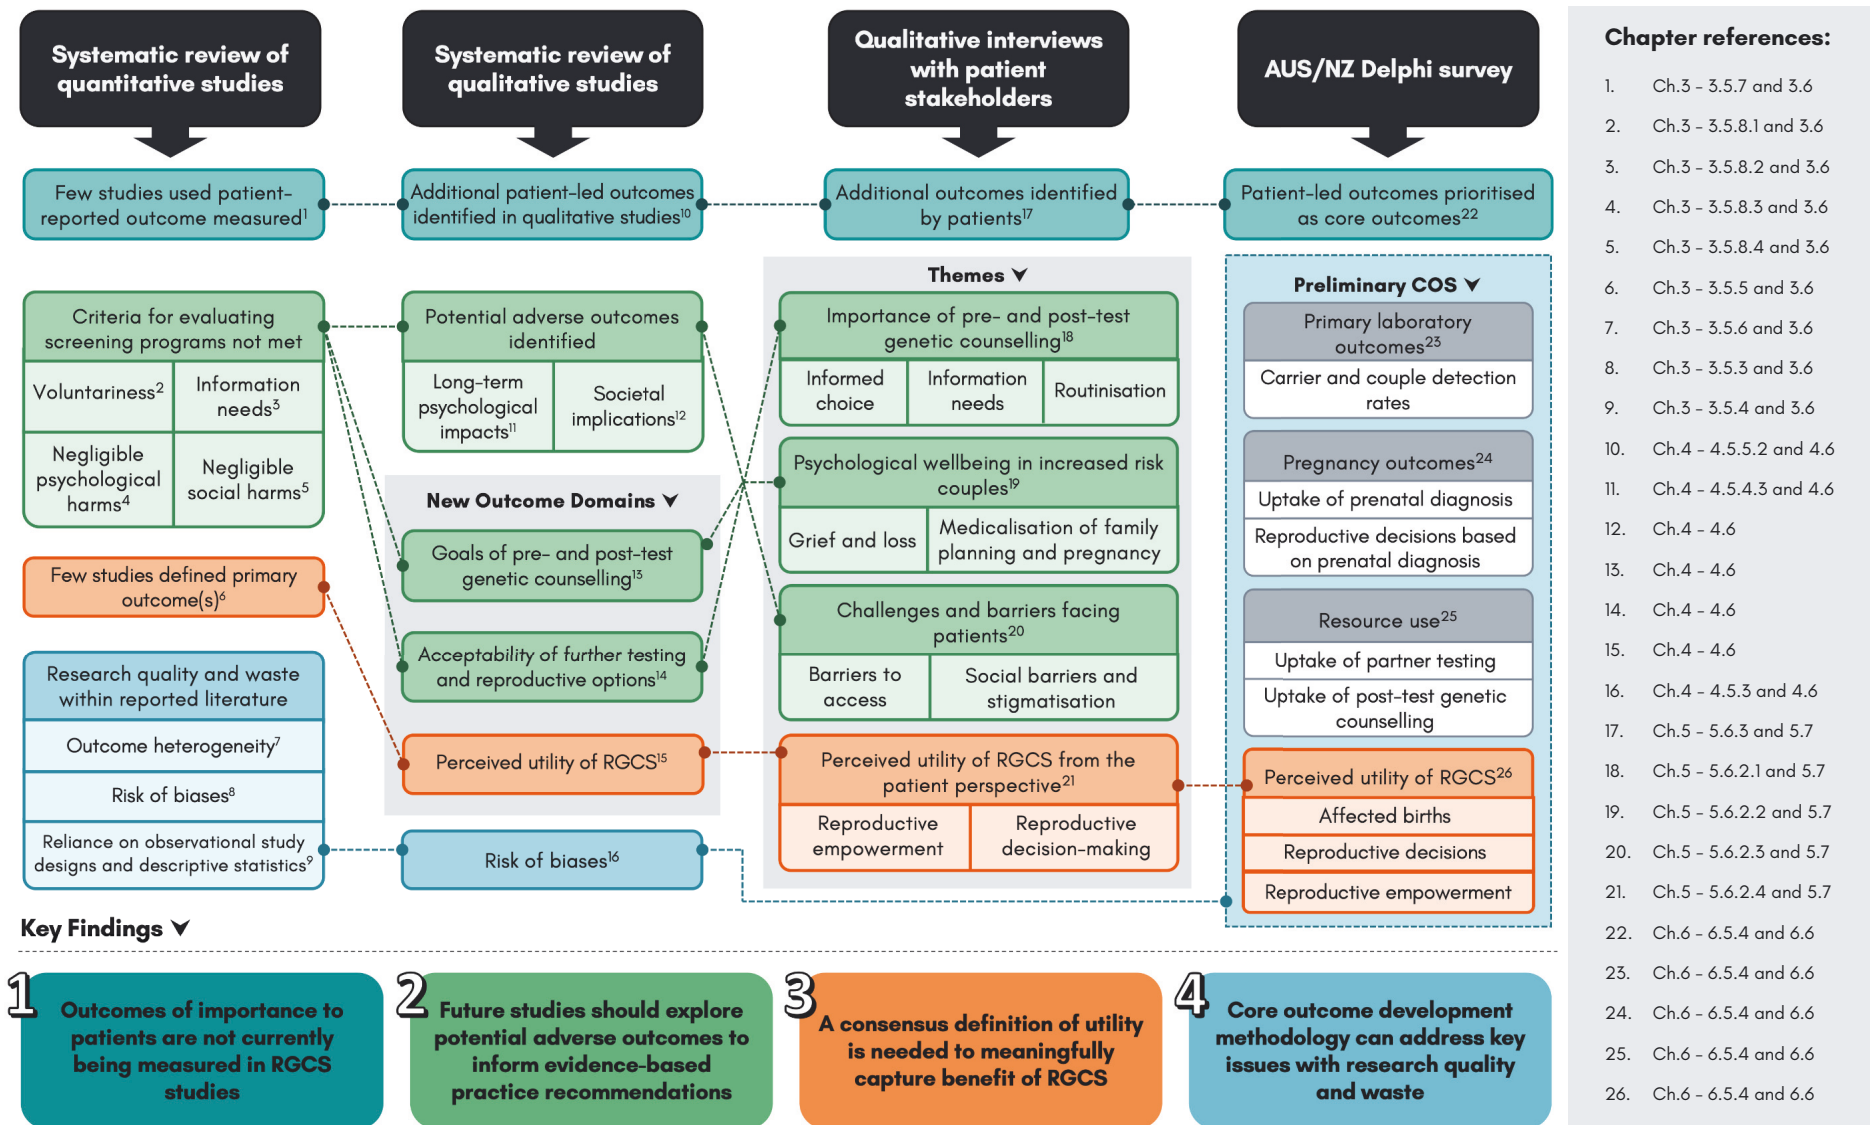 Systematic review of
quantitative studies
Systematic review of
qualitative studies
Qualitative interviews
with patient
stakeholders
AUS/NZ Delphi survey
Few studies used patient-
reported outcome measured1
Additional patient-led outcomes
identified in qualitative studies10
Additional outcomes identified
by patients17
Patient-led outcomes prioritised
as core outcomes22
Criteria for evaluating
screening programs not met
Voluntariness2
Information
needs3
Negligible
psychological
harms4
Negligible
social harms5
Few studies defined primary
outcome(s)6
Research quality and waste
within reported literature
Outcome heterogeneity7
Risk of biases8
Reliance on observational study
designs and descriptive statistics9
Potential adverse outcomes
identified
Long-term
psychological
impacts11
Societal
implications12
New Outcome Domains
Goals of pre- and post-test
genetic counselling13
Acceptability of further testing
and reproductive options14
Perceived utility of RGCS15
Risk of biases16
Themes
Importance of pre- and post-test
genetic counselling18
Informed
choice
Information
needs
Routinisation
Psychological wellbeing in increased risk
couples19
Grief and loss
Medicalisation of family
planning and pregnancy
Challenges and barriers facing
patients20
Barriers to
access
Social barriers and
stigmatisation
Perceived utility of RGCS from the
patient perspective21
Reproductive
empowerment
Reproductive
decision-making
Preliminary COS
Primary laboratory
outcomes23
Carrier and couple detection
rates
Pregnancy outcomes24
Uptake of prenatal diagnosis
Reproductive decisions based
on prenatal diagnosis
Resource use25
Uptake of partner testing
Uptake of post-test genetic
counselling
Perceived utility of RGCS26
Affected births
Reproductive decisions
Reproductive empowerment
Key Findings
1
Outcomes of importance to
patients are not currently
being measured in RGCS
studies
2
Future studies should explore
potential adverse outcomes to
inform evidence-based
practice recommendations
3
A consensus definition of utility
is needed to meaningfully
capture benefit of RGCS
4
Core outcome development
methodology can address key
issues with research quality
and waste
Chapter references:
1. Ch.3 - 3.5.7 and 3.6
2. Ch.3 - 3.5.8.1 and 3.6
3. Ch.3 - 3.5.8.2 and 3.6
4. Ch.3 - 3.5.8.3 and 3.6
5. Ch.3 - 3.5.8.4 and 3.6
6. Ch.3 - 3.5.5 and 3.6
7. Ch.3 - 3.5.6 and 3.6
8. Ch.3 - 3.5.3 and 3.6
9. Ch.3 - 3.5.4 and 3.6
10. Ch.4 - 4.5.5.2 and 4.6
11. Ch.4 - 4.5.4.3 and 4.6
12. Ch.4 - 4.6
13. Ch.4 - 4.6
14. Ch.4 - 4.6
15. Ch.4 - 4.6
16. Ch.4 - 4.5.3 and 4.6
17. Ch.5 - 5.6.3 and 5.7
18. Ch.5 - 5.6.2.1 and 5.7
19. Ch.5 - 5.6.2.2 and 5.7
20. Ch.5 - 5.6.2.3 and 5.7
21. Ch.5 - 5.6.2.4 and 5.7
22. Ch.6 - 6.5.4 and 6.6
23. Ch.6 - 6.5.4 and 6.6
24. Ch.6 - 6.5.4 and 6.6
25. Ch.6 - 6.5.4 and 6.6
26. Ch.6 - 6.5.4 and 6.6